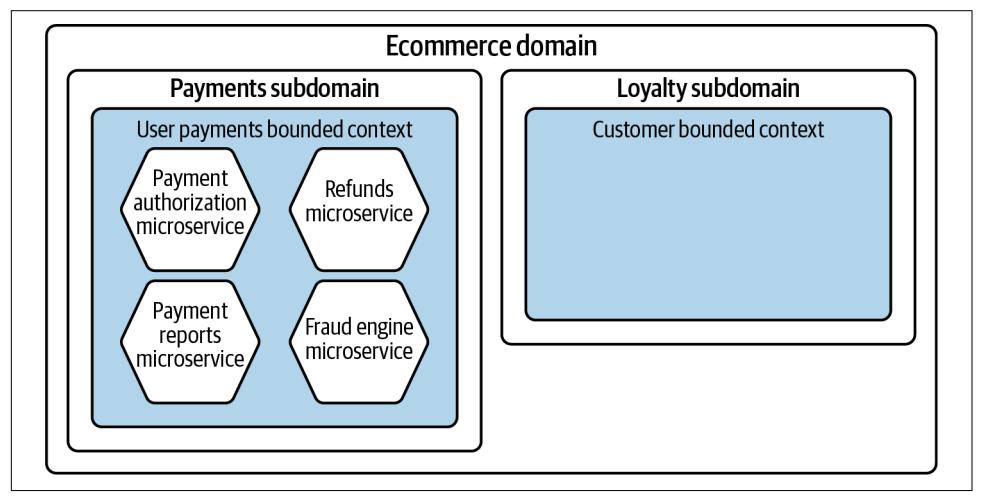 Ecommerce domain
Payments subdomain
User payments bounded context
Payment
authorization
microservice
Refunds
microservice
Payment
reports
microservice
Fraud engine
microservice
Loyalty subdomain
Customer bounded context